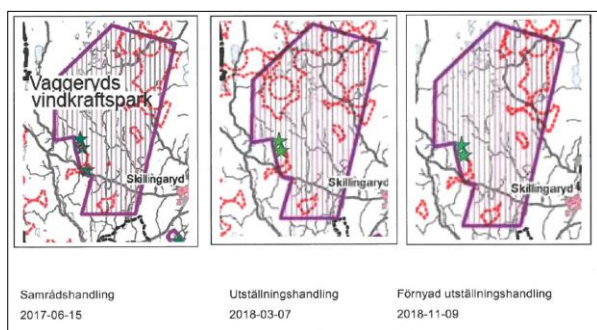 Vaggeryds
vindkraftspark
Skillingaryd
Skillingaryd
Skillingaryd
Samrådshandling
2017-06-15
Utställningshandling
2018-03-07
Förnyad utställningshandling
2018-11-09